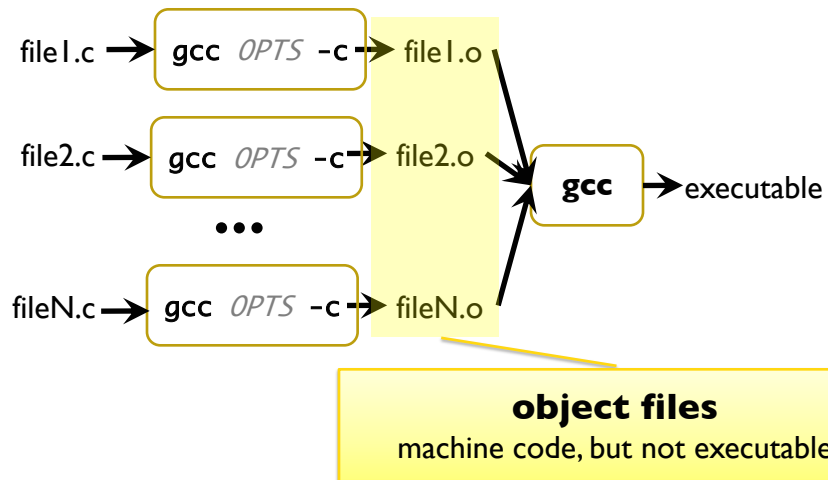 file1.c gcc OPTS -c file1.o
file2.c gcc OPTS -c file2.o
gcc executable
•••
fileN.c gcc OPTS -c fileN.o
object files
machine code, but not executable